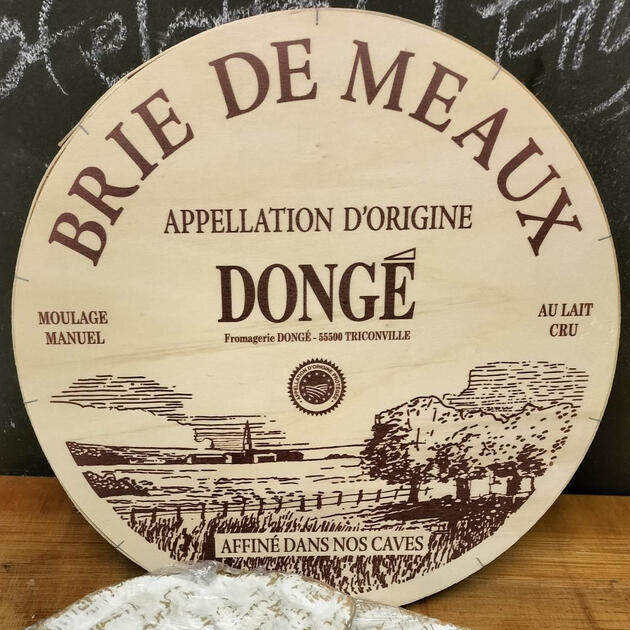 BRIE DE MEAUX
APPELLATION D'ORIGINE
DONGÉ
Fromagerie DONGÉ - 55500 TRICONVILLE
MOULAGE
MANUEL
AU LAIT
CRU
AFFINÉ DANS NOS CAVES